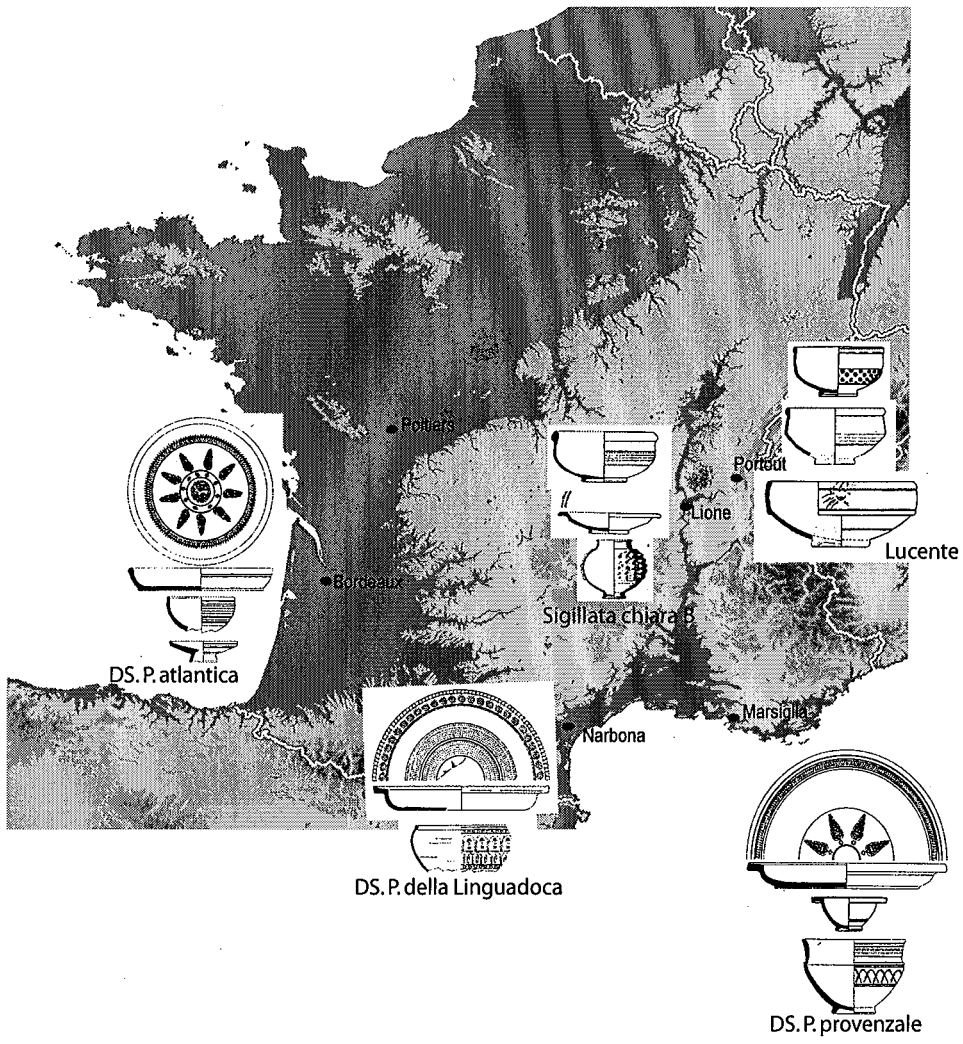 Poitiers
Portout
Lione
Lucente
Bordeaux
Sigillata chiara B
DS. P. atlantica
Marsiglia
Narbona
DS. P. della Linguadoca
DS. P. provenzale